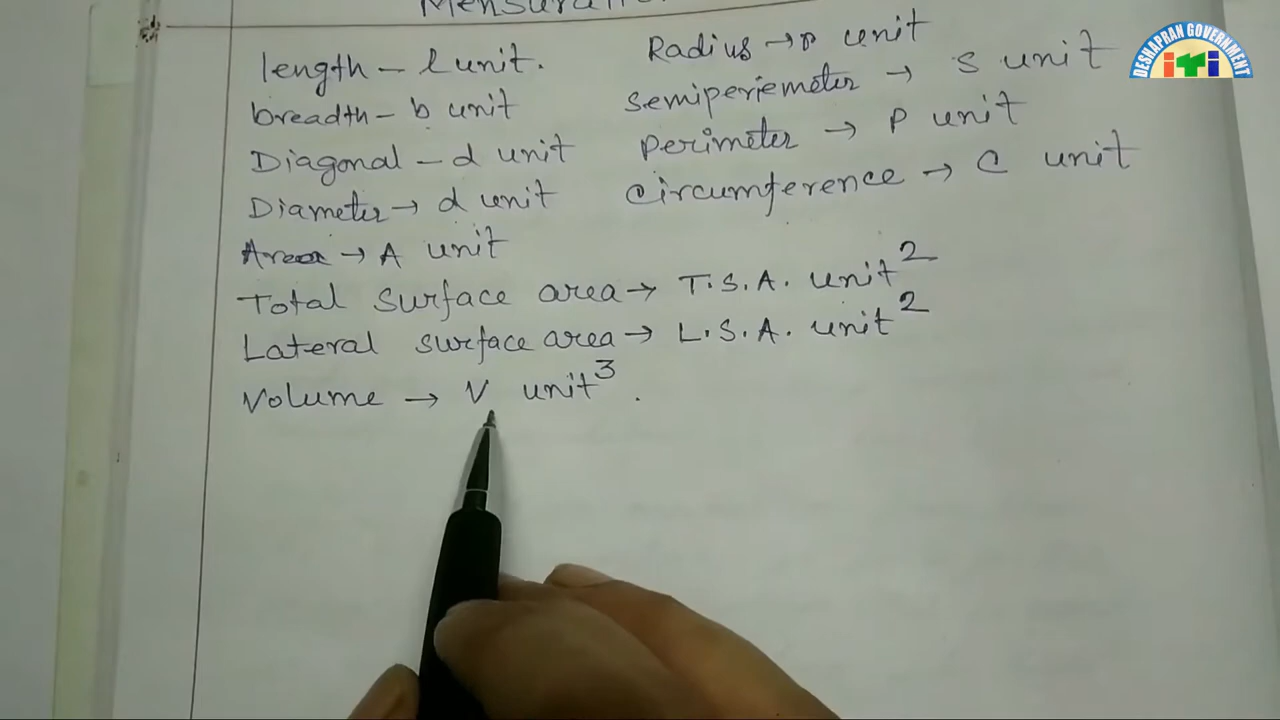 Mensuration
length – l unit.
breadth – b unit
Diagonal – d unit
Diameter → d unit
Area → A unit
Radius → r unit
Semiperiemeter → S unit
Perimeter → P unit
Circumference → C unit
Total surface area → T.S.A. unit²
Lateral surface area → L.S.A. unit²
Volume → V unit³.
DESHAPRAN GOVERNMENT
iTi